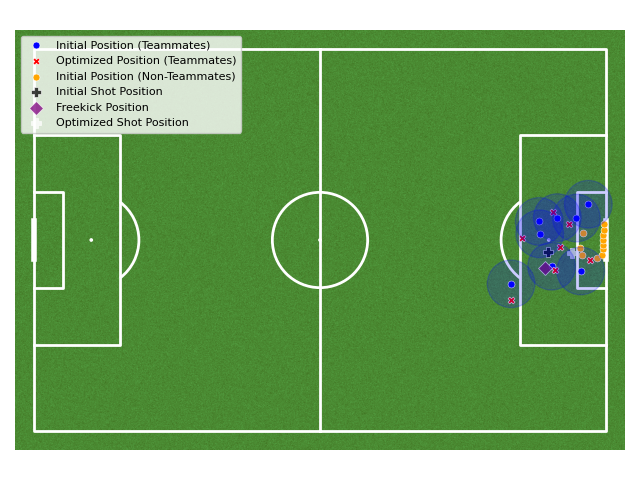 Initial Position (Teammates)
Optimized Position (Teammates)
Initial Position (Non-Teammates)
Initial Shot Position
Freekick Position
Optimized Shot Position